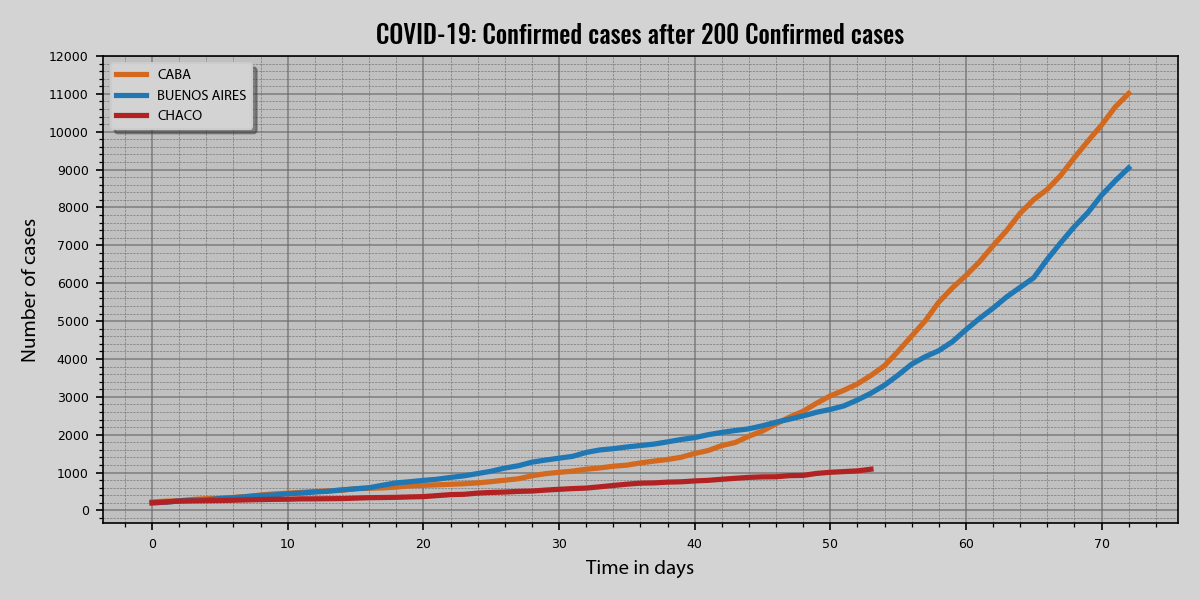 COVID-19: Confirmed cases after 200 Confirmed cases
12000
11000
10000
9000
8000
7000
6000
5000
4000
3000
2000
1000
0
Number of cases
CABA
BUENOS AIRES
CHACO
0 10 20 30 40 50 60 70
Time in days